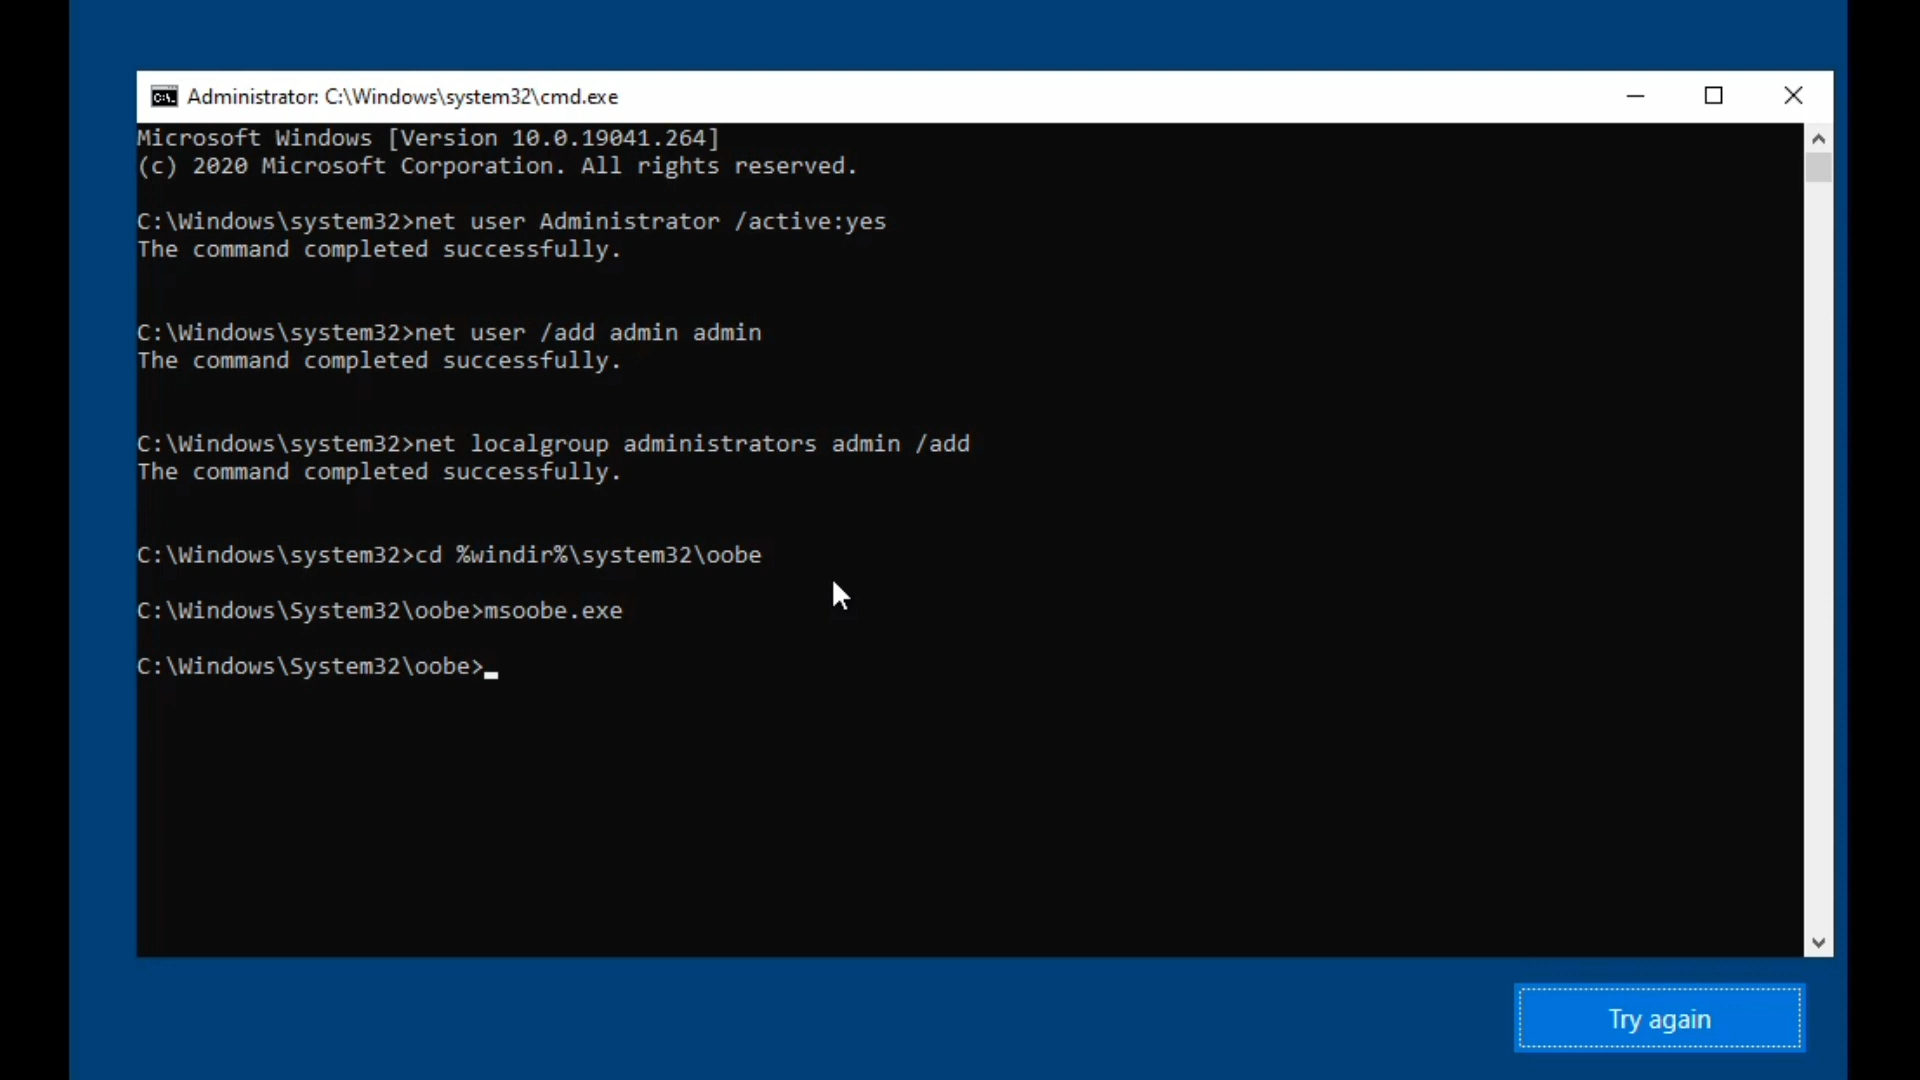 Administrator: C:\Windows\system32\cmd.exe
Microsoft Windows [Version 10.0.19041.264]
(c) 2020 Microsoft Corporation. All rights reserved.
C:\Windows\system32>net user Administrator /active:yes
The command completed successfully.
C:\Windows\system32>net user /add admin admin
The command completed successfully.
C:\Windows\system32>net localgroup administrators admin /add
The command completed successfully.
C:\Windows\system32>cd %windir%\system32\oobe
C:\Windows\System32\oobe>msoobe.exe
C:\Windows\System32\oobe>
Try again